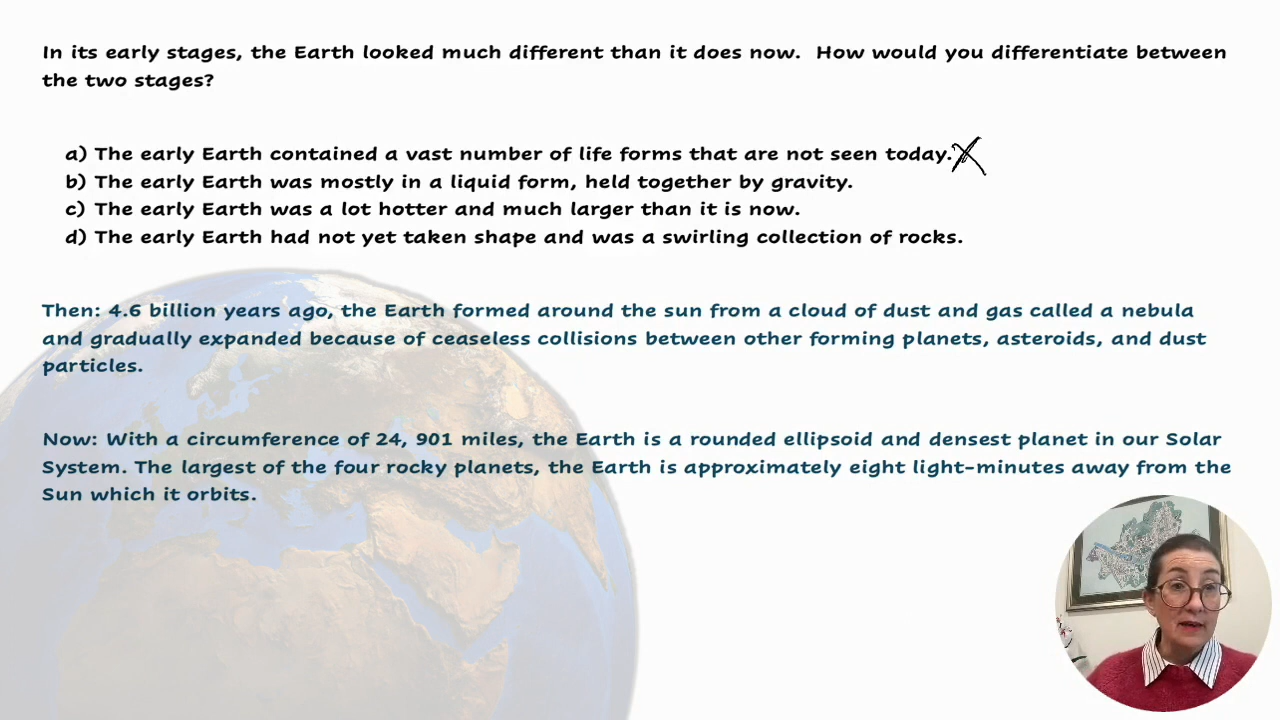 In its early stages, the Earth looked much different than it does now.  How would you differentiate between
the two stages?
a) The early Earth contained a vast number of life forms that are not seen today.
b) The early Earth was mostly in a liquid form, held together by gravity.
c) The early Earth was a lot hotter and much larger than it is now.
d) The early Earth had not yet taken shape and was a swirling collection of rocks.
Then: 4.6 billion years ago, the Earth formed around the sun from a cloud of dust and gas called a nebula
and gradually expanded because of ceaseless collisions between other forming planets, asteroids, and dust
particles.
Now: With a circumference of 24, 901 miles, the Earth is a rounded ellipsoid and densest planet in our Solar
System. The largest of the four rocky planets, the Earth is approximately eight light-minutes away from the
Sun which it orbits.